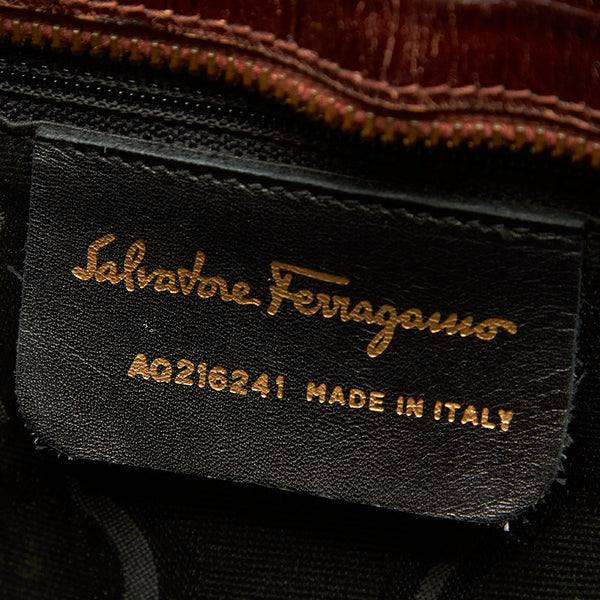 Salvatore Ferragamo
AQ216241 MADE IN ITALY